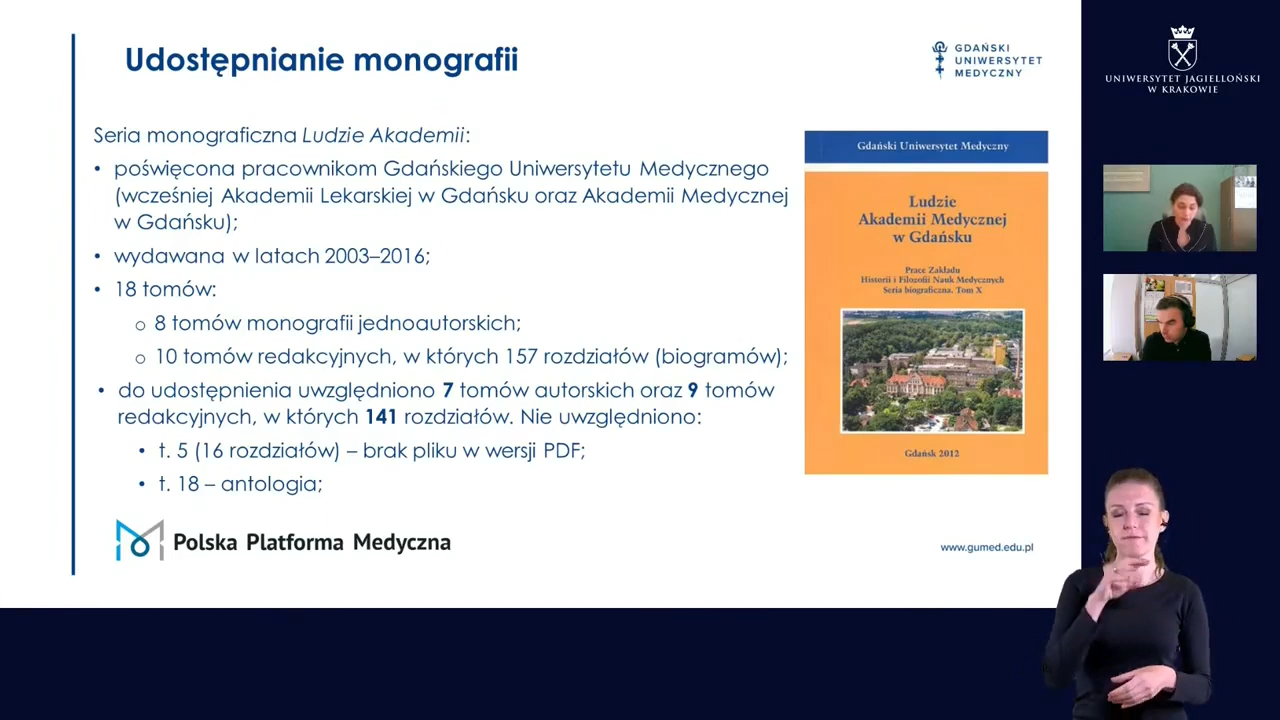 Udostępnianie monografii
GDAŃSKI
UNIWERSYTET
MEDYCZNY
Seria monograficzna Ludzie Akademii:
• poświęcona pracownikom Gdańskiego Uniwersytetu Medycznego
(wcześniej Akademii Lekarskiej w Gdańsku oraz Akademii Medycznej
w Gdańsku);
• wydawana w latach 2003–2016;
• 18 tomów:
o 8 tomów monografii jednoautorskich;
o 10 tomów redakcyjnych, w których 157 rozdziałów (biogramów);
• do udostępnienia uwzględniono 7 tomów autorskich oraz 9 tomów
redakcyjnych, w których 141 rozdziałów. Nie uwzględniono:
• t. 5 (16 rozdziałów) – brak pliku w wersji PDF;
• t. 18 – antologia;
Polska Platforma Medyczna
Gdański Uniwersytet Medyczny
Ludzie
Akademii Medycznej
w Gdańsku
Prace Zakładu
Historii i Filozofii Nauk Medycznych
Seria biograficzna. Tom X
Gdańsk 2012
www.gumed.edu.pl
UNIWERSYTET JAGIELLOŃSKI
W KRAKOWIE